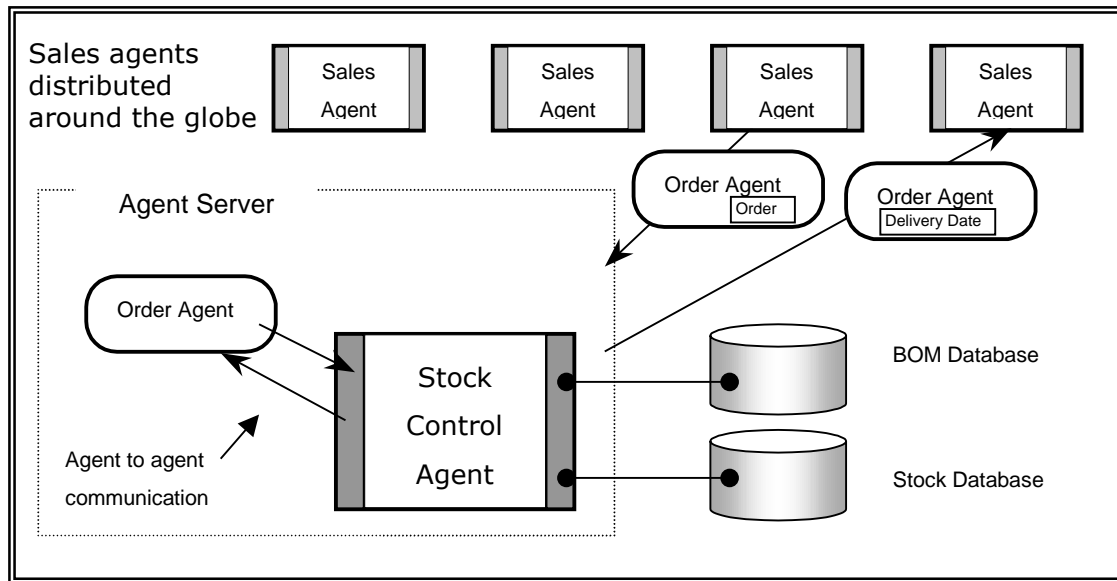 Sales agents
distributed
around the globe
Sales
Agent
Sales
Agent
Sales
Agent
Sales
Agent
Order Agent
Order
Order Agent
Delivery Date
Agent Server
Order Agent
Stock
Control
Agent
BOM Database
Stock Database
Agent to agent
communication